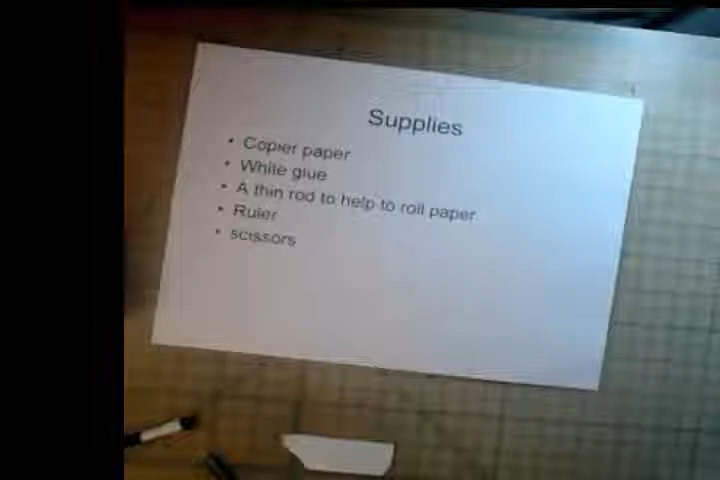 Supplies
• Copier paper
• White glue
• A thin rod to help to roll paper
• Ruler
• scissors